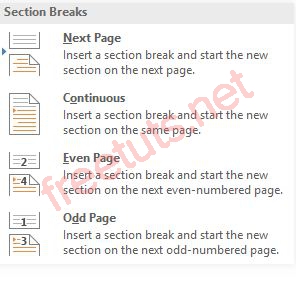 Section Breaks
Next Page
Insert a section break and start the new
section on the next page.
Continuous
Insert a section break and start the new
section on the same page.
2
4
Even Page
Insert a section break and start the new
section on the next even-numbered page.
1
3
Odd Page
Insert a section break and start the new
section on the next odd-numbered page.
freetuts.net